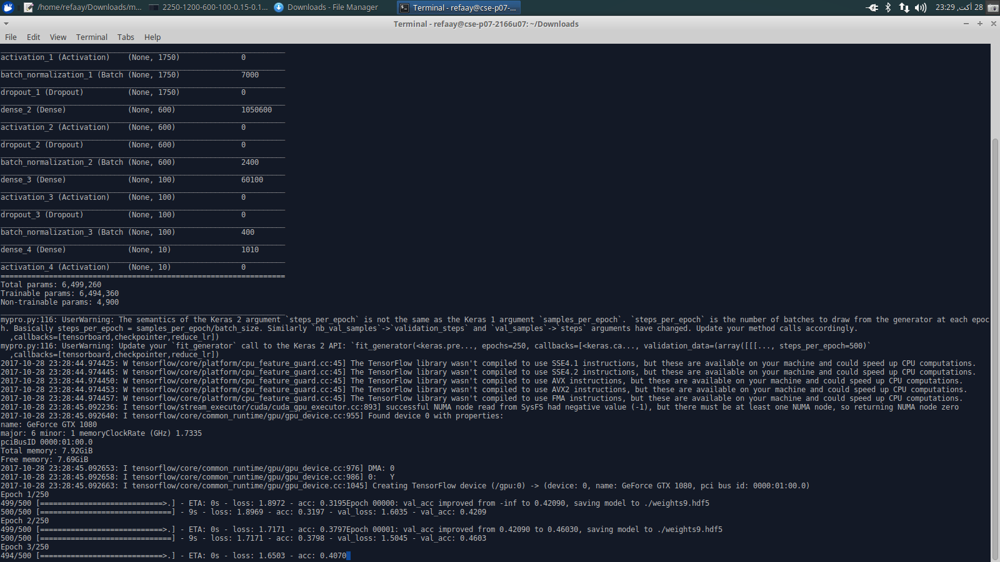 /home/refaay/Downloads/m...
2250-1200-600-100-0.15-0.1...
Downloads - File Manager
Terminal - refaay@cse-p07-...
28 أكت, 23:29
Terminal - refaay@cse-p07-2166u07: ~/Downloads
File Edit View Terminal Tabs Help
_________________________________________________________________
activation_1 (Activation)    (None, 1750)              0
_________________________________________________________________
batch_normalization_1 (Batch (None, 1750)              7000
_________________________________________________________________
dropout_1 (Dropout)          (None, 1750)              0
_________________________________________________________________
dense_2 (Dense)              (None, 600)               1050600
_________________________________________________________________
activation_2 (Activation)    (None, 600)               0
_________________________________________________________________
dropout_2 (Dropout)          (None, 600)               0
_________________________________________________________________
batch_normalization_2 (Batch (None, 600)               2400
_________________________________________________________________
dense_3 (Dense)              (None, 100)               60100
_________________________________________________________________
activation_3 (Activation)    (None, 100)               0
_________________________________________________________________
dropout_3 (Dropout)          (None, 100)               0
_________________________________________________________________
batch_normalization_3 (Batch (None, 100)               400
_________________________________________________________________
dense_4 (Dense)              (None, 10)                1010
_________________________________________________________________
activation_4 (Activation)    (None, 10)                0
=================================================================
Total params: 6,499,260
Trainable params: 6,494,360
Non-trainable params: 4,900
_________________________________________________________________
mypro.py:116: UserWarning: The semantics of the Keras 2 argument `steps_per_epoch` is not the same as the Keras 1 argument `samples_per_epoch`. `steps_per_epoch` is the number of batches to draw from the generator at each epoc
h. Basically steps_per_epoch = samples_per_epoch/batch_size. Similarly `nb_val_samples`->`validation_steps` and `val_samples`->`steps` arguments have changed. Update your method calls accordingly.
  ,callbacks=[tensorboard,checkpointer,reduce_lr])
mypro.py:116: UserWarning: Update your `fit_generator` call to the Keras 2 API: `fit_generator(<keras.pre..., epochs=250, callbacks=[<keras.ca..., validation_data=(array([[[..., steps_per_epoch=500)`
  ,callbacks=[tensorboard,checkpointer,reduce_lr])
2017-10-28 23:28:44.974425: W tensorflow/core/platform/cpu_feature_guard.cc:45] The TensorFlow library wasn't compiled to use SSE4.1 instructions, but these are available on your machine and could speed up CPU computations.
2017-10-28 23:28:44.974445: W tensorflow/core/platform/cpu_feature_guard.cc:45] The TensorFlow library wasn't compiled to use SSE4.2 instructions, but these are available on your machine and could speed up CPU computations.
2017-10-28 23:28:44.974450: W tensorflow/core/platform/cpu_feature_guard.cc:45] The TensorFlow library wasn't compiled to use AVX instructions, but these are available on your machine and could speed up CPU computations.
2017-10-28 23:28:44.974453: W tensorflow/core/platform/cpu_feature_guard.cc:45] The TensorFlow library wasn't compiled to use AVX2 instructions, but these are available on your machine and could speed up CPU computations.
2017-10-28 23:28:44.974457: W tensorflow/core/platform/cpu_feature_guard.cc:45] The TensorFlow library wasn't compiled to use FMA instructions, but these are available on your machine and could speed up CPU computations.
2017-10-28 23:28:45.092236: I tensorflow/stream_executor/cuda/cuda_gpu_executor.cc:893] successful NUMA node read from SysFS had negative value (-1), but there must be at least one NUMA node, so returning NUMA node zero
2017-10-28 23:28:45.092640: I tensorflow/core/common_runtime/gpu/gpu_device.cc:955] Found device 0 with properties:
name: GeForce GTX 1080
major: 6 minor: 1 memoryClockRate (GHz) 1.7335
pciBusID 0000:01:00.0
Total memory: 7.92GiB
Free memory: 7.69GiB
2017-10-28 23:28:45.092653: I tensorflow/core/common_runtime/gpu/gpu_device.cc:976] DMA: 0
2017-10-28 23:28:45.092658: I tensorflow/core/common_runtime/gpu/gpu_device.cc:986] 0:   Y
2017-10-28 23:28:45.092663: I tensorflow/core/common_runtime/gpu/gpu_device.cc:1045] Creating TensorFlow device (/gpu:0) -> (device: 0, name: GeForce GTX 1080, pci bus id: 0000:01:00.0)
Epoch 1/250
499/500 [============================>.] - ETA: 0s - loss: 1.8972 - acc: 0.3195Epoch 00000: val_acc improved from -inf to 0.42090, saving model to ./weights9.hdf5
500/500 [==============================] - 9s - loss: 1.8969 - acc: 0.3197 - val_loss: 1.6035 - val_acc: 0.4209
Epoch 2/250
499/500 [============================>.] - ETA: 0s - loss: 1.7171 - acc: 0.3797Epoch 00001: val_acc improved from 0.42090 to 0.46030, saving model to ./weights9.hdf5
500/500 [==============================] - 9s - loss: 1.7171 - acc: 0.3798 - val_loss: 1.5045 - val_acc: 0.4603
Epoch 3/250
494/500 [============================>.] - ETA: 0s - loss: 1.6503 - acc: 0.4070